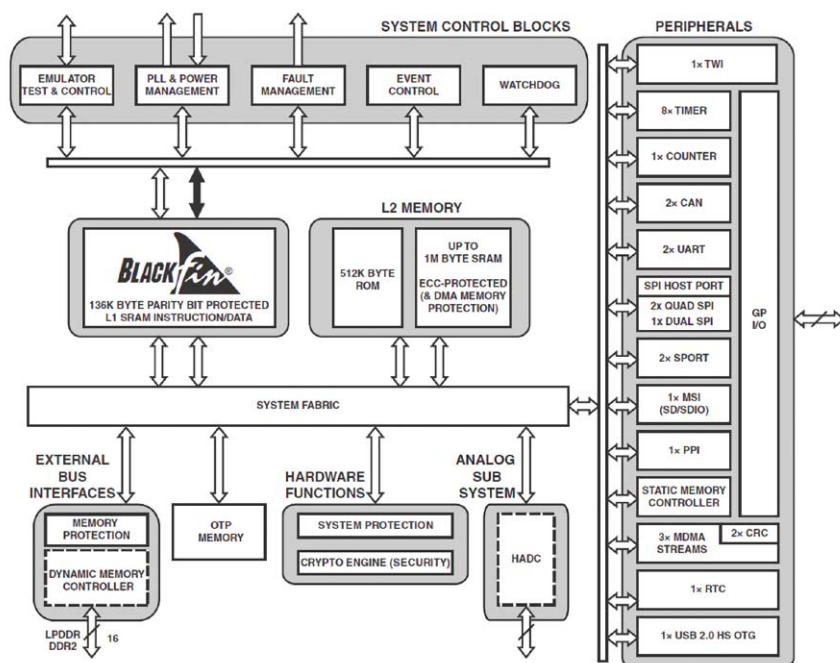 SYSTEM CONTROL BLOCKS
EMULATOR
TEST & CONTROL
PLL & POWER
MANAGEMENT
FAULT
MANAGEMENT
EVENT
CONTROL
WATCHDOG
L2 MEMORY
BLACKfin®
136K BYTE PARITY BIT PROTECTED
L1 SRAM INSTRUCTION/DATA
512K BYTE
ROM
UP TO
1M BYTE SRAM
ECC-PROTECTED
(& DMA MEMORY
PROTECTION)
SYSTEM FABRIC
EXTERNAL
BUS
INTERFACES
MEMORY
PROTECTION
DYNAMIC MEMORY
CONTROLLER
LPDDR
DDR2
16
OTP
MEMORY
HARDWARE
FUNCTIONS
SYSTEM PROTECTION
CRYPTO ENGINE (SECURITY)
ANALOG
SUB
SYSTEM
HADC
PERIPHERALS
1× TWI
8× TIMER
1× COUNTER
2× CAN
2× UART
SPI HOST PORT
2× QUAD SPI
1× DUAL SPI
2× SPORT
1× MSI
(SD/SDIO)
1× PPI
STATIC MEMORY
CONTROLLER
3× MDMA
STREAMS
2× CRC
1× RTC
1× USB 2.0 HS OTG
GP
I/O